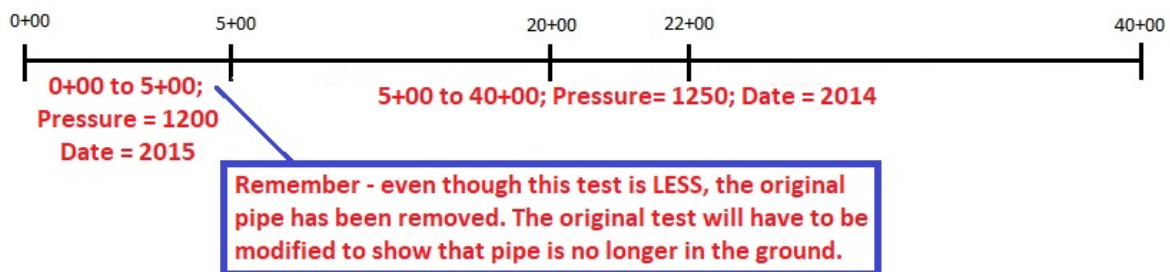 0+00 5+00 20+00 22+00 40+00
0+00 to 5+00;
Pressure = 1200
Date = 2015
5+00 to 40+00; Pressure= 1250; Date = 2014
Remember - even though this test is LESS, the original
pipe has been removed. The original test will have to be
modified to show that pipe is no longer in the ground.